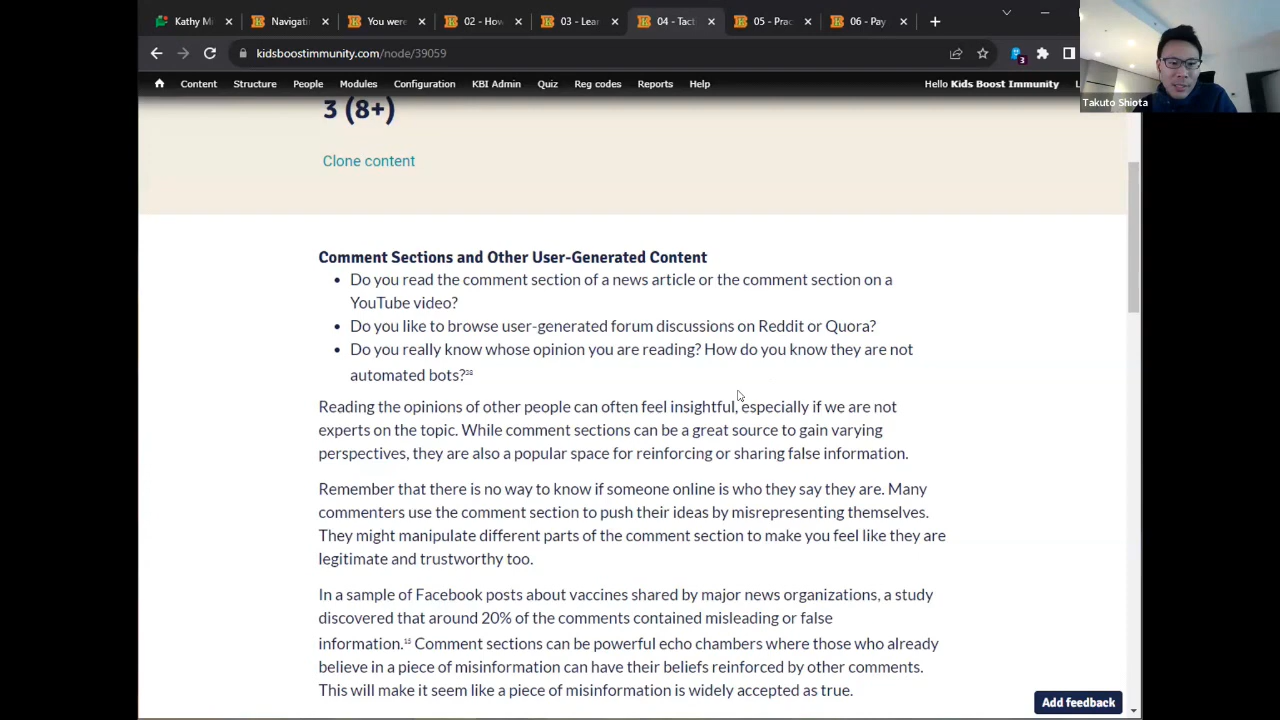 Kathy M
Navigati
You were
02 - How
03 - Lear
04 - Tact
05 - Prac
06 - Pay
kidsboostimmunity.com/node/39059
3
Content
Structure
People
Modules
Configuration
KBI Admin
Quiz
Reg codes
Reports
Help
Hello Kids Boost Immunity
L
Takuto Shiota
3 (8+)
Clone content
Comment Sections and Other User-Generated Content
• Do you read the comment section of a news article or the comment section on a
YouTube video?
• Do you like to browse user-generated forum discussions on Reddit or Quora?
• Do you really know whose opinion you are reading? How do you know they are not
automated bots?
Reading the opinions of other people can often feel insightful, especially if we are not
experts on the topic. While comment sections can be a great source to gain varying
perspectives, they are also a popular space for reinforcing or sharing false information.
Remember that there is no way to know if someone online is who they say they are. Many
commenters use the comment section to push their ideas by misrepresenting themselves.
They might manipulate different parts of the comment section to make you feel like they are
legitimate and trustworthy too.
In a sample of Facebook posts about vaccines shared by major news organizations, a study
discovered that around 20% of the comments contained misleading or false
information. Comment sections can be powerful echo chambers where those who already
believe in a piece of misinformation can have their beliefs reinforced by other comments.
This will make it seem like a piece of misinformation is widely accepted as true.
Add feedback